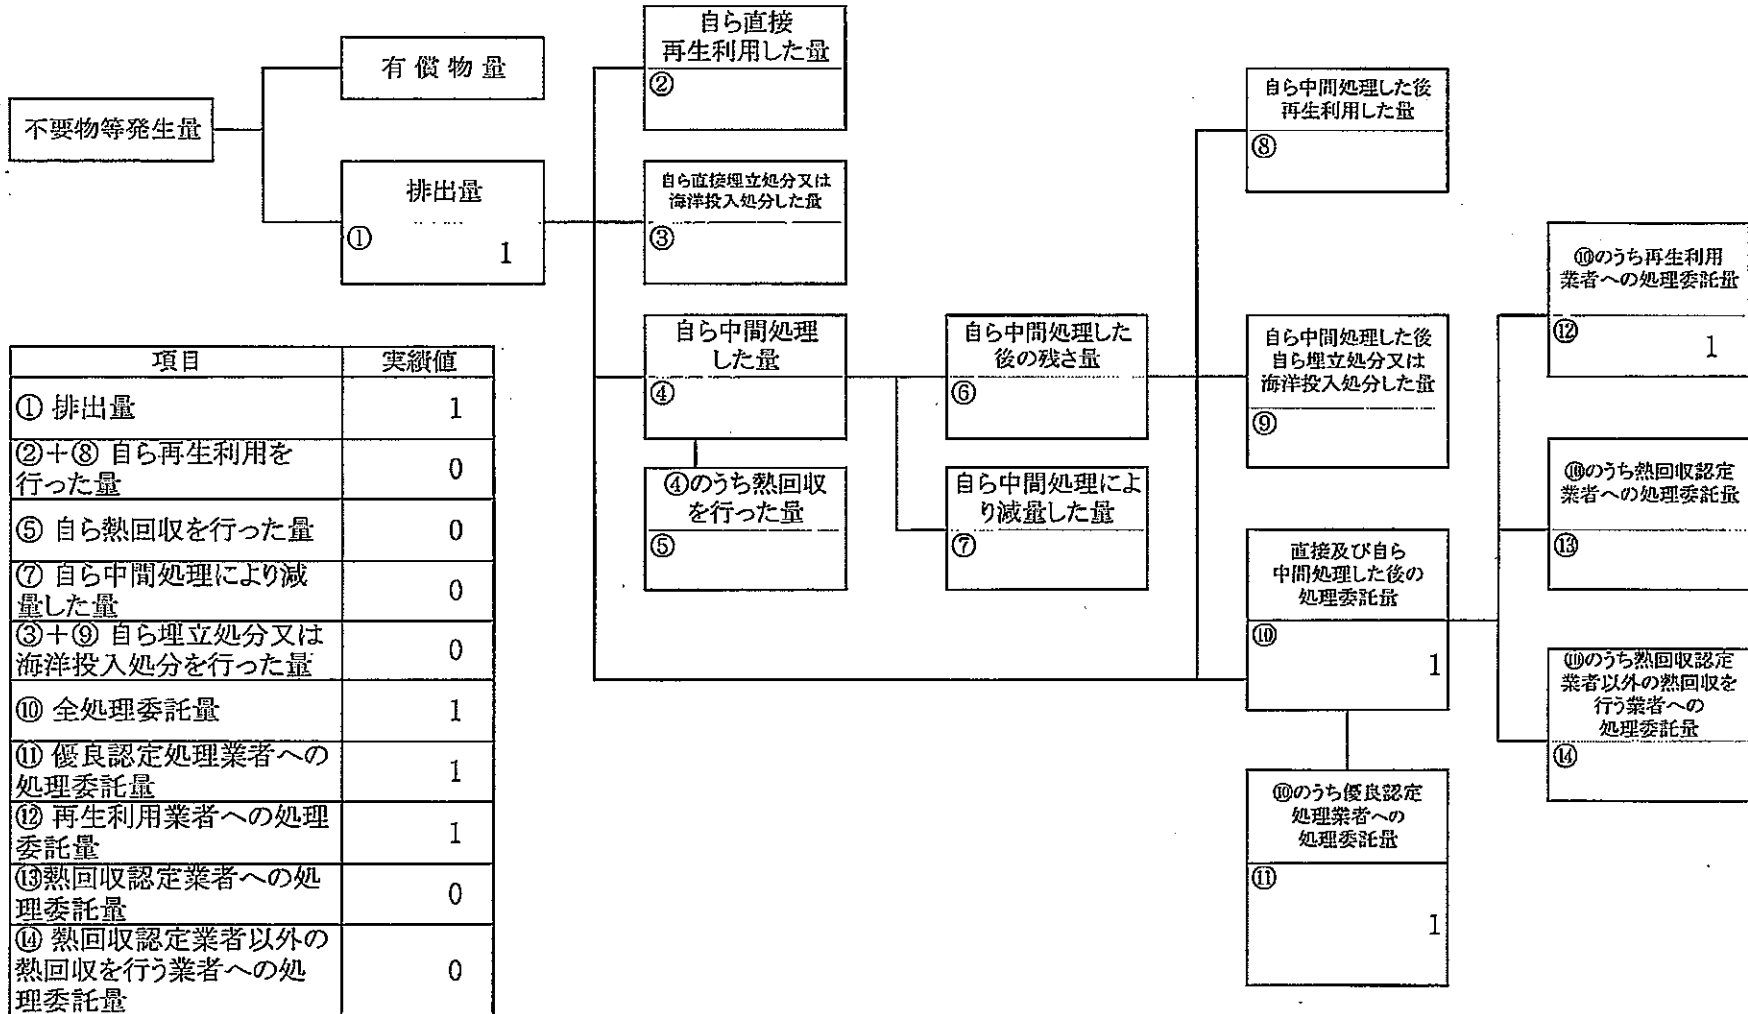 不要物等発生量
有償物量
排出量
①
1
自ら直接
再生利用した量
②
自ら直接埋立処分又は
海洋投入処分した量
③
自ら中間処理
した量
④
④のうち熱回収
を行った量
⑤
自ら中間処理した
後の残さ量
⑥
自ら中間処理によ
り減量した量
⑦
自ら中間処理した後
再生利用した量
⑧
自ら中間処理した後
自ら埋立処分又は
海洋投入処分した量
⑨
直接及び自ら
中間処理した後の
処理委託量
⑩
1
⑩のうち優良認定
処理業者への
処理委託量
⑪
1
⑩のうち再生利用
業者への処理委託量
⑫
1
⑩のうち熱回収認定
業者への処理委託量
⑬
⑩のうち熱回収認定
業者以外の熱回収を
行う業者への
処理委託量
⑭
項目 実績値
① 排出量 1
②+⑧ 自ら再生利用を
行った量 0
⑤ 自ら熱回収を行った量 0
⑦ 自ら中間処理により減
量した量 0
③+⑨ 自ら埋立処分又は
海洋投入処分を行った量 0
⑩ 全処理委託量 1
⑪ 優良認定処理業者への
処理委託量 1
⑫ 再生利用業者への処理
委託量 1
⑬熱回収認定業者への処
理委託量 0
⑭ 熱回収認定業者以外の
熱回収を行う業者への処
理委託量 0